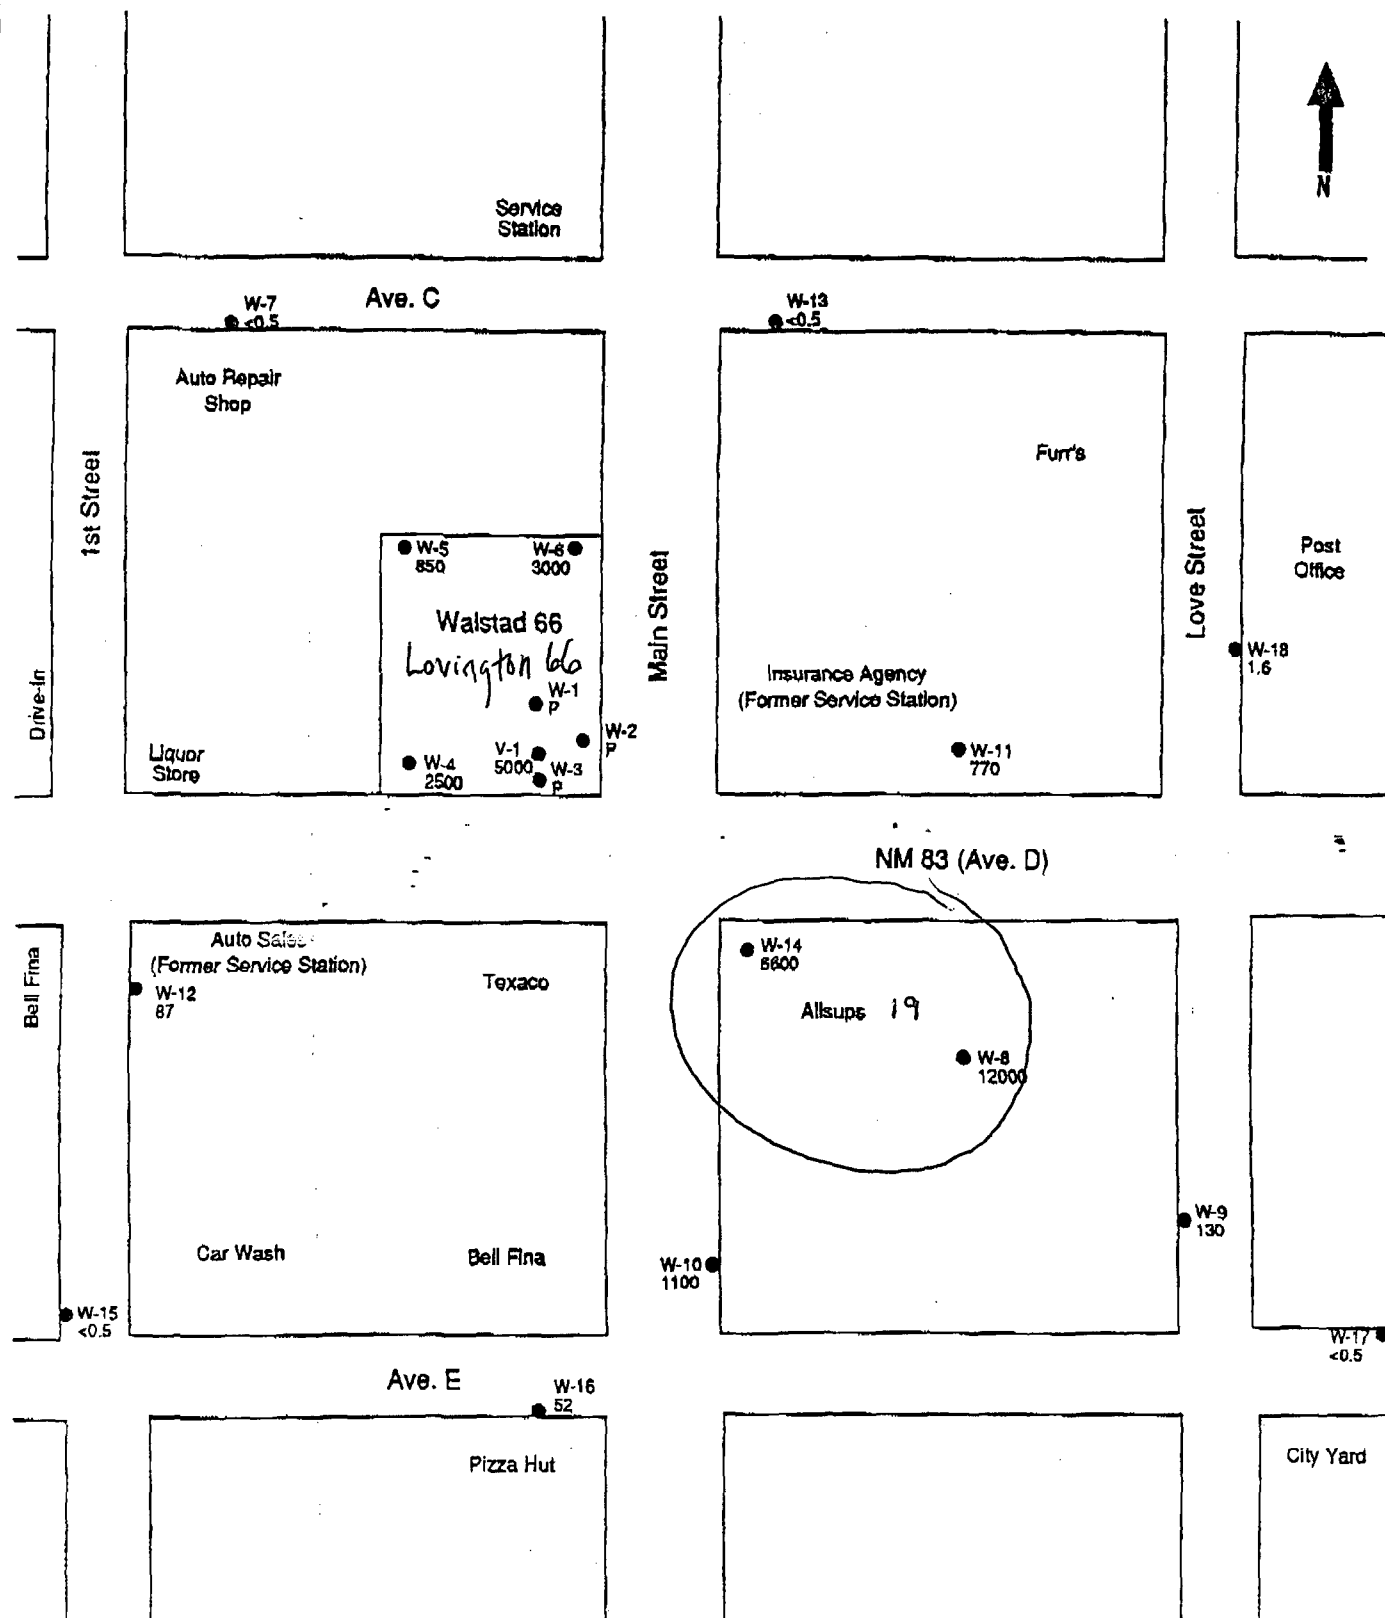 N
Service
Station
Ave. C
W-7
<0.5
W-13
<0.5
Auto Repair
Shop
Furr's
1st Street
Main Street
Love Street
Post
Office
W-5
850
W-6
3000
Walstad 66
Lovington 66
W-1
P
W-2
P
V-1
5000
W-3
P
W-4
2500
Insurance Agency
(Former Service Station)
W-18
1.6
Drive-In
Liquor
Store
W-11
770
NM 83 (Ave. D)
Bell Fina
Auto Sales
(Former Service Station)
W-12
87
Texaco
W-14
6600
Allsups 19
W-8
12000
W-9
130
Car Wash
Bell Fina
W-10
1100
W-15
<0.5
W-17
<0.5
Ave. E
W-16
52
Pizza Hut
City Yard